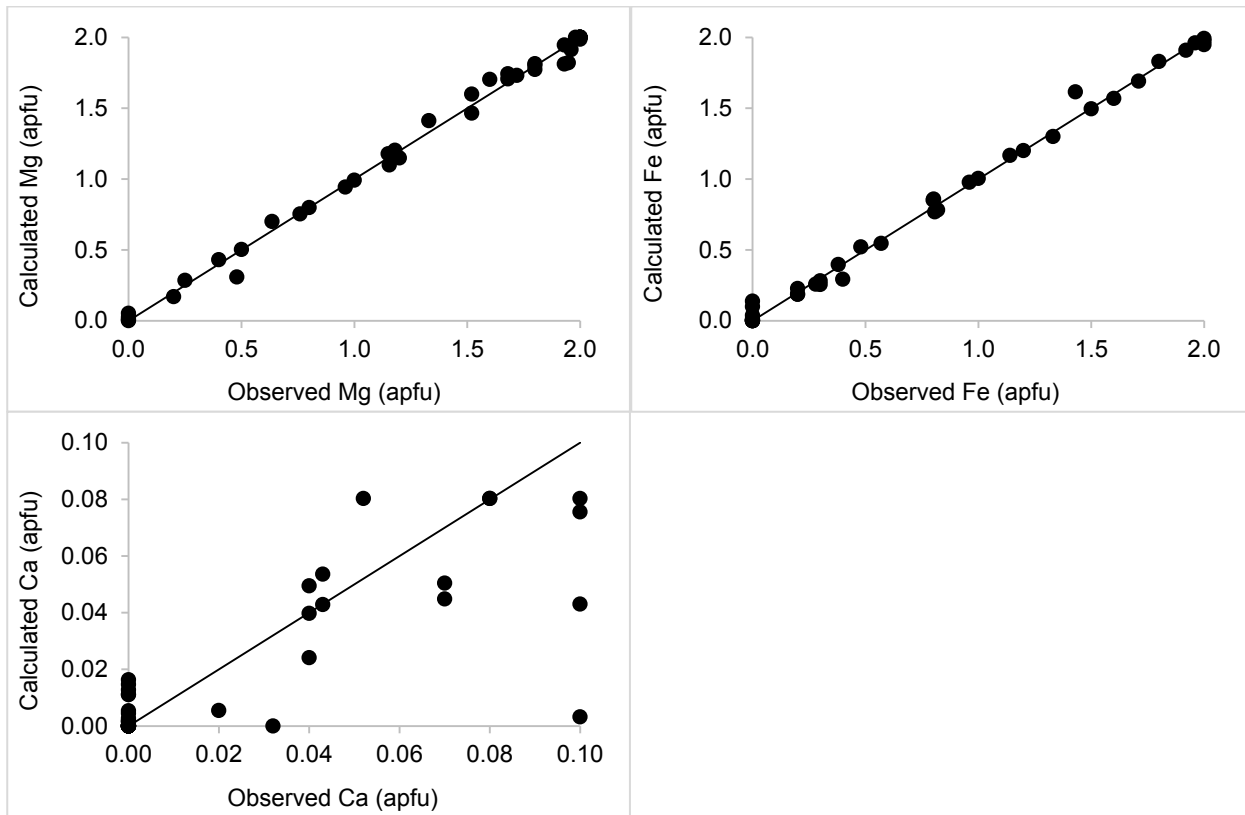 Calculated Mg (apfu)
2.0
1.5
1.0
0.5
0.0
0.0 0.5 1.0 1.5 2.0
Observed Mg (apfu)
Calculated Fe (apfu)
2.0
1.5
1.0
0.5
0.0
0.0 0.5 1.0 1.5 2.0
Observed Fe (apfu)
Calculated Ca (apfu)
0.10
0.08
0.06
0.04
0.02
0.00
0.00 0.02 0.04 0.06 0.08 0.10
Observed Ca (apfu)